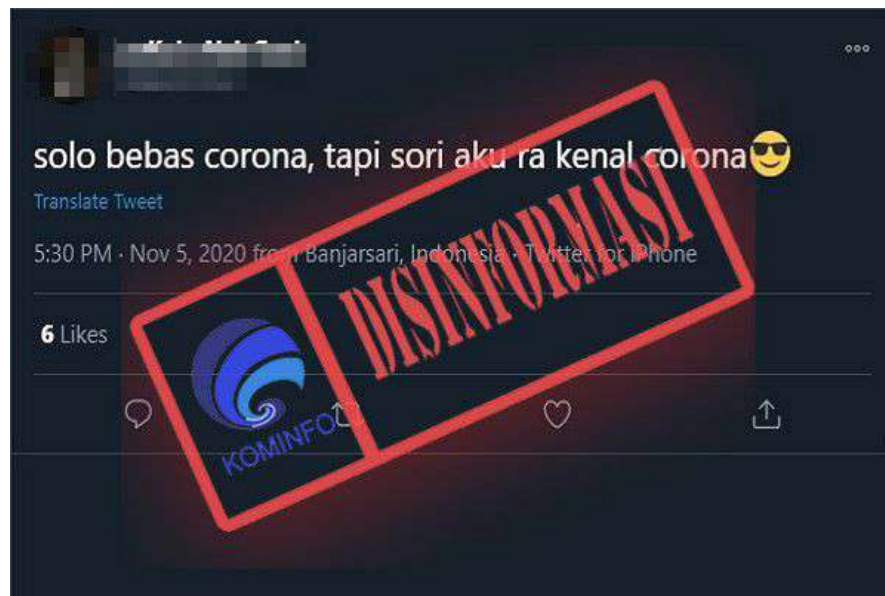 solo bebas corona, tapi sori aku ra kenal corona😎
Translate Tweet
5:30 PM · Nov 5, 2020 from Banjarsari, Indonesia · Twitter for iPhone
6 Likes
DISINFORMASI
KOMINFO